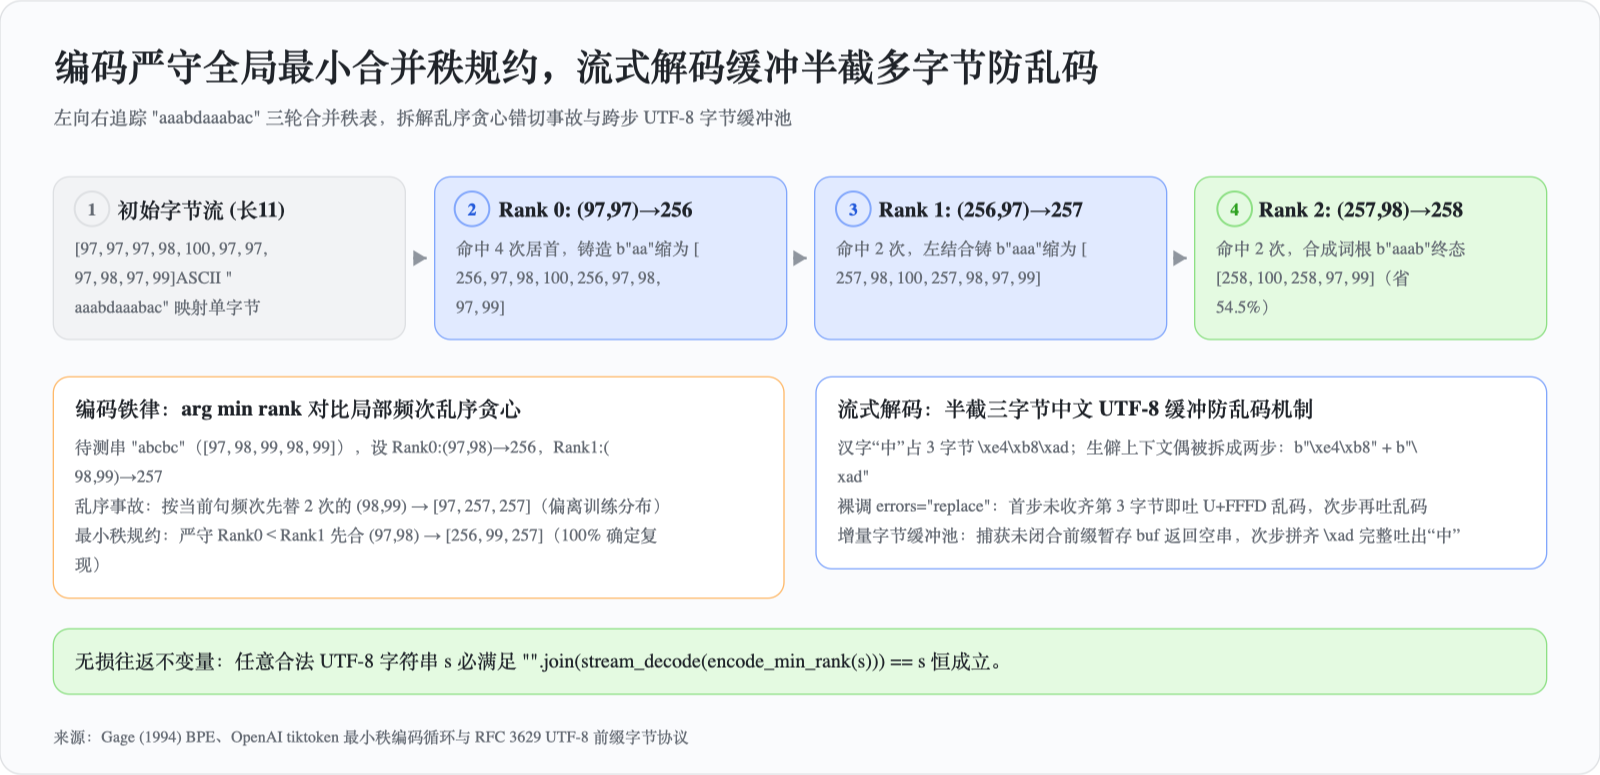 编码严守全局最小合并秩规约，流式解码缓冲半截多字节防乱码
左向右追踪 "aaabdaaabac" 三轮合并秩表，拆解乱序贪心错切事故与跨步 UTF-8 字节缓冲池
1 初始字节流 (长11)
[97, 97, 97, 98, 100, 97, 97,
97, 98, 97, 99]ASCII "
aaabdaaabac" 映射单字节
2 Rank 0: (97,97)→256
命中 4 次居首，铸造 b"aa"缩为 [
256, 97, 98, 100, 256, 97, 98,
97, 99]
3 Rank 1: (256,97)→257
命中 2 次，左结合铸 b"aaa"缩为 [
257, 98, 100, 257, 98, 97, 99]
4 Rank 2: (257,98)→258
命中 2 次，合成词根 b"aaab"终态
[258, 100, 258, 97, 99]（省
54.5%）
编码铁律：arg min rank 对比局部频次乱序贪心
待测串 "abcbc"（[97, 98, 99, 98, 99]），设 Rank0:(97,98)→256，Rank1:(
98,99)→257
乱序事故：按当前句频次先替 2 次的 (98,99) → [97, 257, 257]（偏离训练分布）
最小秩规约：严守 Rank0 < Rank1 先合 (97,98) → [256, 99, 257]（100% 确定复
现）
流式解码：半截三字节中文 UTF-8 缓冲防乱码机制
汉字“中”占 3 字节 \xe4\xb8\xad；生僻上下文偶被拆成两步：b"\xe4\xb8" + b"\
xad"
裸调 errors="replace"：首步未收齐第 3 字节即吐 U+FFFD 乱码，次步再吐乱码
增量字节缓冲池：捕获未闭合前缀暂存 buf 返回空串，次步拼齐 \xad 完整吐出“中”
无损往返不变量：任意合法 UTF-8 字符串 s 必满足 "".join(stream_decode(encode_min_rank(s))) == s 恒成立。
来源：Gage (1994) BPE、OpenAI tiktoken 最小秩编码循环与 RFC 3629 UTF-8 前缀字节协议